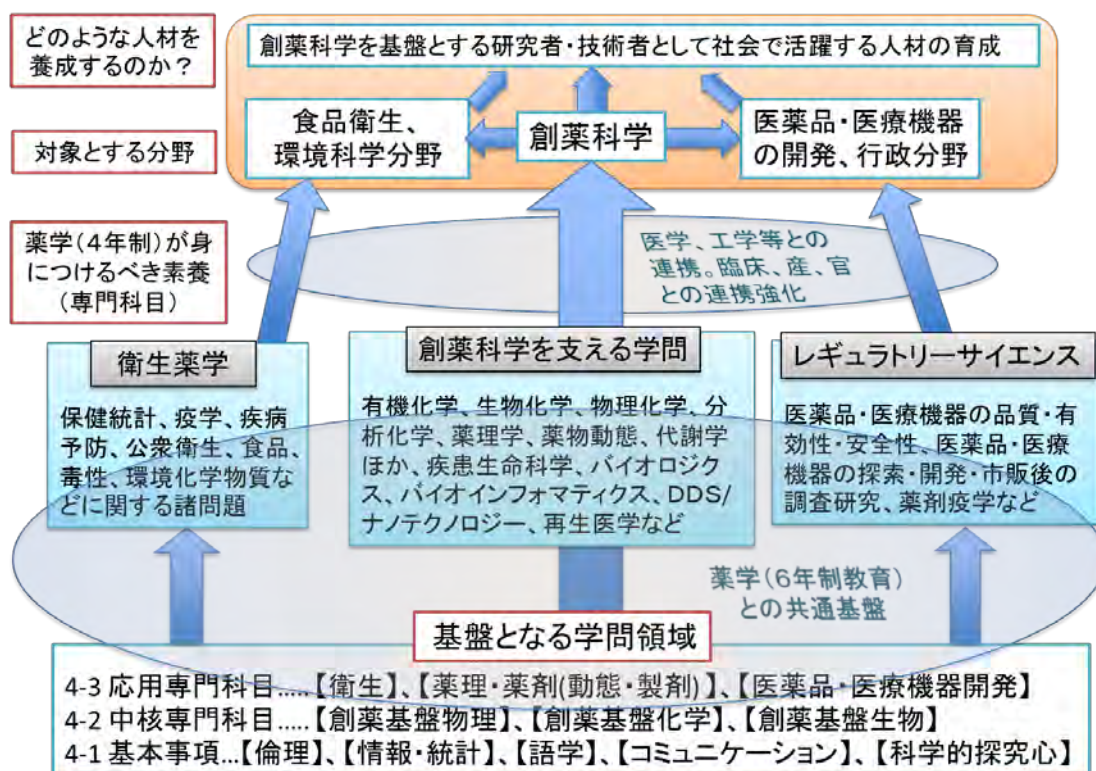 どのような人材を
養成するのか？
創薬科学を基盤とする研究者・技術者として社会で活躍する人材の育成
対象とする分野
食品衛生、
環境科学分野
創薬科学
医薬品・医療機器
の開発、行政分野
薬学(４年制)が身
につけるべき素養
(専門科目)
医学、工学等との
連携。臨床、産、官
との連携強化
衛生薬学
保健統計、疫学、疾病
予防、公衆衛生、食品、
毒性、環境化学物質な
どに関する諸問題
創薬科学を支える学問
有機化学、生物化学、物理化学、分
析化学、薬理学、薬物動態、代謝学
ほか、疾患生命科学、バイオロジク
ス、バイオインフォマティクス、DDS/
ナノテクノロジー、再生医学など
レギュラトリーサイエンス
医薬品・医療機器の品質・有
効性・安全性、医薬品・医療
機器の探索・開発・市販後の
調査研究、薬剤疫学など
薬学(６年制教育)
との共通基盤
基盤となる学問領域
4-3 応用専門科目.....【衛生】、【薬理・薬剤(動態・製剤)】、【医薬品・医療機器開発】
4-2 中核専門科目.....【創薬基盤物理】、【創薬基盤化学】、【創薬基盤生物】
4-1 基本事項...【倫理】、【情報・統計】、【語学】、【コミュニケーション】、【科学的探究心】